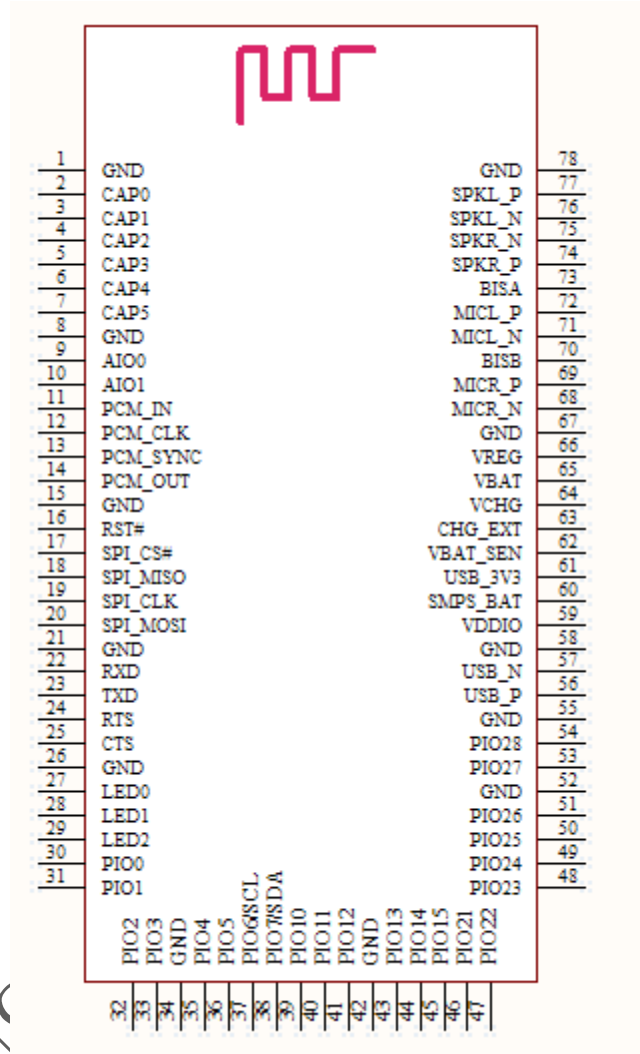 1 GND GND 78
2 CAP0 SPKL_P 77
3 CAP1 SPKL_N 76
4 CAP2 SPKR_N 75
5 CAP3 SPKR_P 74
6 CAP4 BISA 73
7 CAP5 MICL_P 72
8 GND MICL_N 71
9 AIO0 BISB 70
10 AIO1 MICR_P 69
11 PCM_IN MICR_N 68
12 PCM_CLK GND 67
13 PCM_SYNC VREG 66
14 PCM_OUT VBAT 65
15 GND VCHG 64
16 RST# CHG_EXT 63
17 SPI_CS# VBAT_SEN 62
18 SPI_MISO USB_3V3 61
19 SPI_CLK SMPS_BAT 60
20 SPI_MOSI VDDIO 59
21 GND GND 58
22 RXD USB_N 57
23 TXD USB_P 56
24 RTS GND 55
25 CTS PIO28 54
26 GND PIO27 53
27 LED0 GND 52
28 LED1 PIO26 51
29 LED2 PIO25 50
30 PIO0 PIO24 49
31 PIO1 PIO23 48
PIO2 PIO3 GND PIO4 PIO5 PIO6/SCL PIO7/SDA PIO10 PIO11 PIO12 GND PIO13 PIO14 PIO15 PIO21 PIO22
32 33 34 35 36 37 38 39 40 41 42 43 44 45 46 47